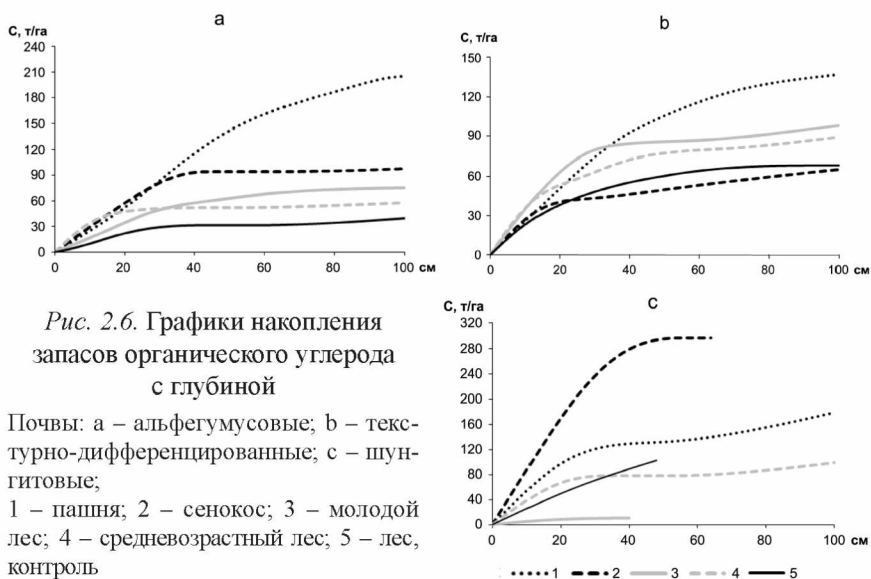 a
С, т/га
240
210
180
150
120
90
60
30
0
0 20 40 60 80 100 см
b
С, т/га
150
120
90
60
30
0
0 20 40 60 80 100 см
Рис. 2.6. Графики накопления
запасов органического углерода
с глубиной
Почвы: а – альфегумусовые; b – текс-
турно-дифференцированные; с – шун-
гитовые;
1 – пашня; 2 – сенокос; 3 – молодой
лес; 4 – средневозрастный лес; 5 – лес,
контроль
c
С, т/га
320
280
240
200
160
120
80
40
0
0 20 40 60 80 100 см
1 2 3 4 5